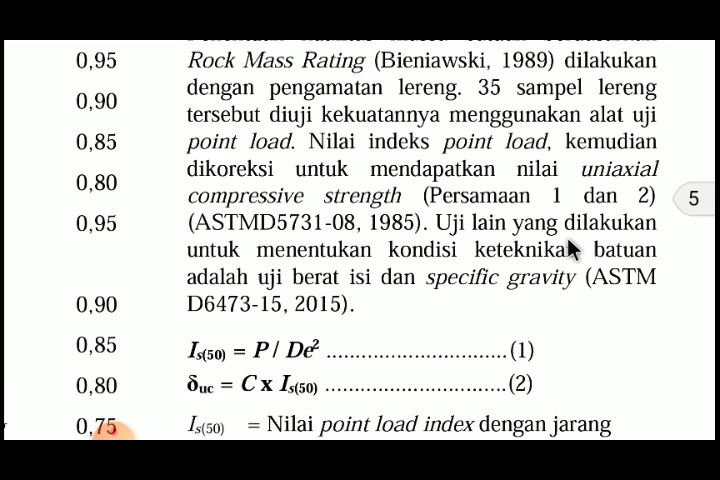 0,95
0,90
0,85
0,80
0,95
0,90
0,85
0,80
0,75
Rock Mass Rating (Bieniawski, 1989) dilakukan
dengan pengamatan lereng. 35 sampel lereng
tersebut diuji kekuatannya menggunakan alat uji
point load. Nilai indeks point load, kemudian
dikoreksi untuk mendapatkan nilai uniaxial
compressive strength (Persamaan 1 dan 2)
(ASTMD5731-08, 1985). Uji lain yang dilakukan
untuk menentukan kondisi keteknikan batuan
adalah uji berat isi dan specific gravity (ASTM
D6473-15, 2015).
Is(50) = P / De² ...............................(1)
δuc = C x Is(50) ...............................(2)
Is(50) = Nilai point load index dengan jarang
5